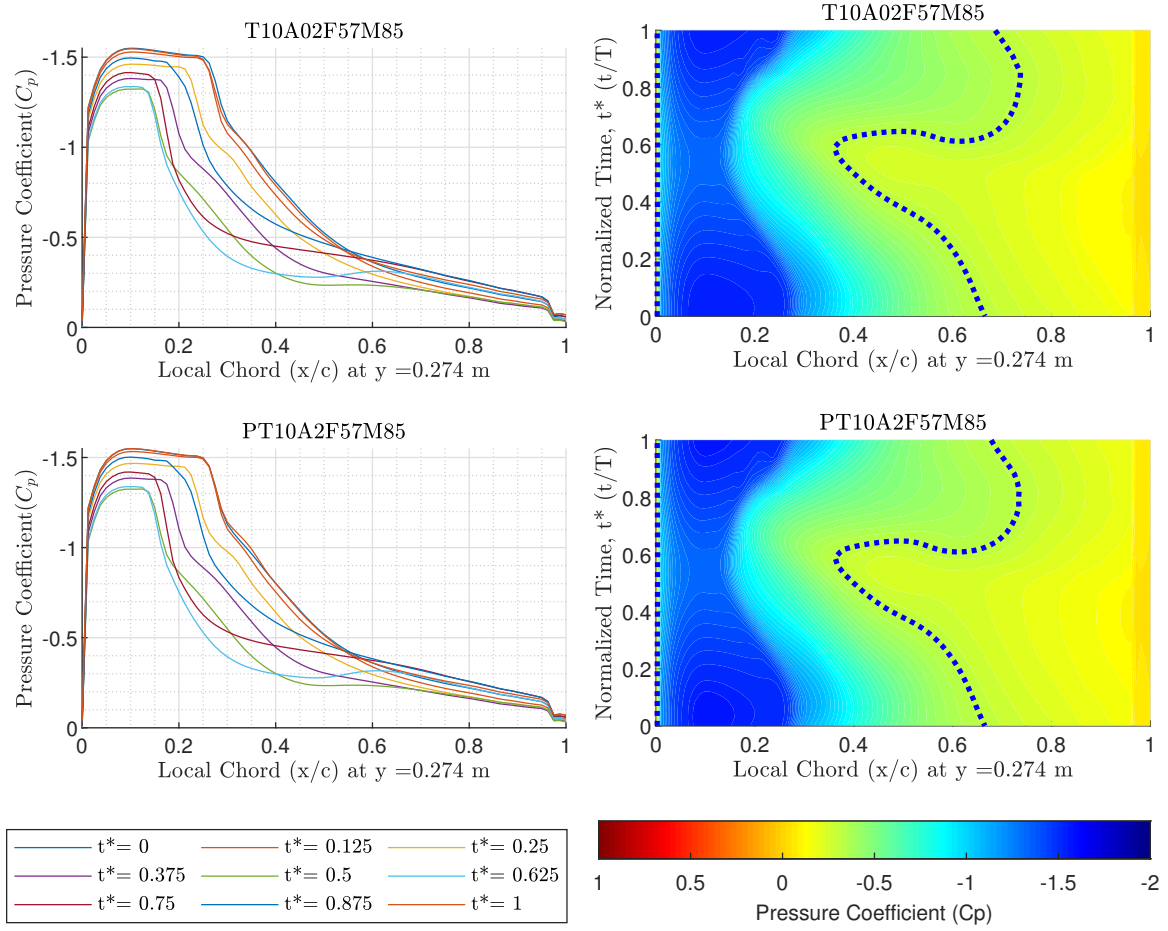 T10A02F57M85
Pressure Coefficient(Cp)
-1.5
-1
-0.5
0
0 0.2 0.4 0.6 0.8 1
Local Chord (x/c) at y =0.274 m
T10A02F57M85
Normalized Time, t* (t/T)
1
0.8
0.6
0.4
0.2
0
0 0.2 0.4 0.6 0.8 1
Local Chord (x/c) at y =0.274 m
PT10A2F57M85
Pressure Coefficient(Cp)
-1.5
-1
-0.5
0
0 0.2 0.4 0.6 0.8 1
Local Chord (x/c) at y =0.274 m
PT10A2F57M85
Normalized Time, t* (t/T)
1
0.8
0.6
0.4
0.2
0
0 0.2 0.4 0.6 0.8 1
Local Chord (x/c) at y =0.274 m
t*= 0 t*= 0.125 t*= 0.25
t*= 0.375 t*= 0.5 t*= 0.625
t*= 0.75 t*= 0.875 t*= 1
1 0.5 0 -0.5 -1 -1.5 -2
Pressure Coefficient (Cp)